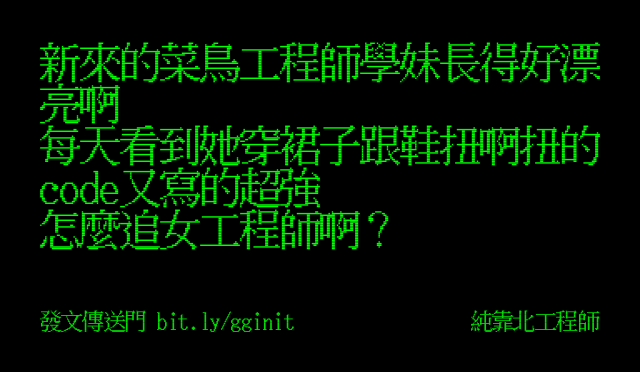 新來的菜鳥工程師學妹長得好漂
亮啊
每天看到她穿裙子跟鞋扭啊扭的
code又寫的超強
怎麼追女工程師啊？
發文傳送門 bit.ly/gginit
純靠北工程師